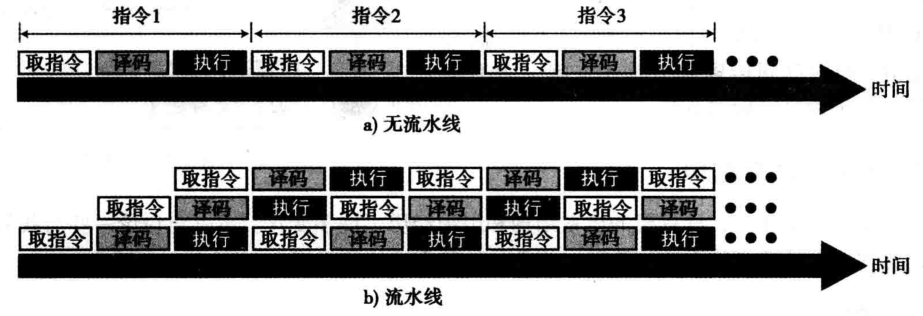 指令1 指令2 指令3
取指令 译码 执行 取指令 译码 执行 取指令 译码 执行 •••
时间
a) 无流水线
取指令 译码 执行 取指令 译码 执行 取指令 •••
取指令 译码 执行 取指令 译码 执行 取指令 译码 •••
取指令 译码 执行 取指令 译码 执行 取指令 译码 执行 •••
时间
b) 流水线